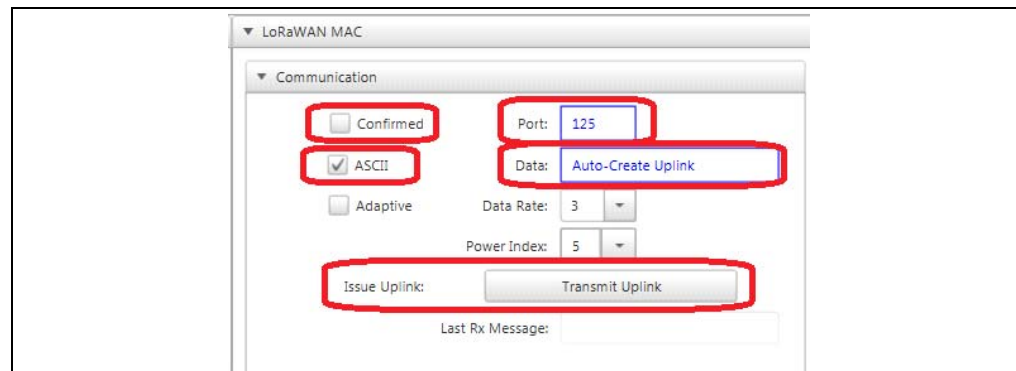 LoRaWAN MAC
Communication
Confirmed Port: 125
ASCII Data: Auto-Create Uplink
Adaptive Data Rate: 3
Power Index: 5
Issue Uplink: Transmit Uplink
Last Rx Message: